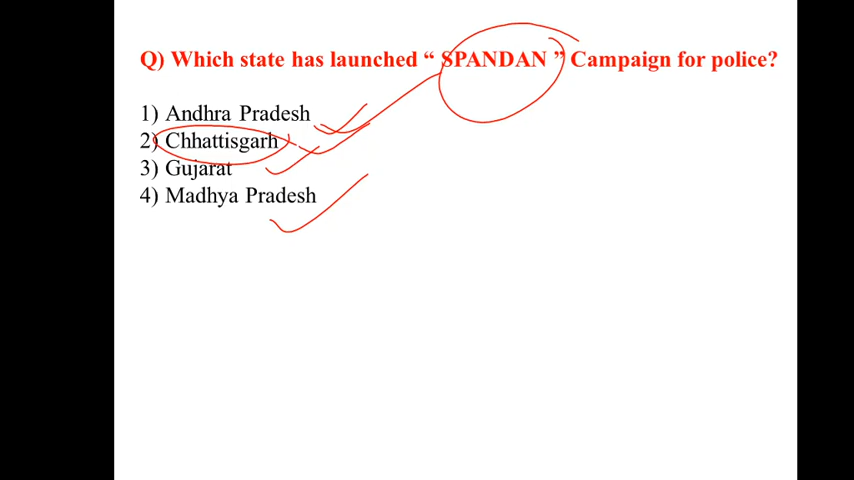 Q) Which state has launched “ SPANDAN ” Campaign for police?
1) Andhra Pradesh
2) Chhattisgarh
3) Gujarat
4) Madhya Pradesh